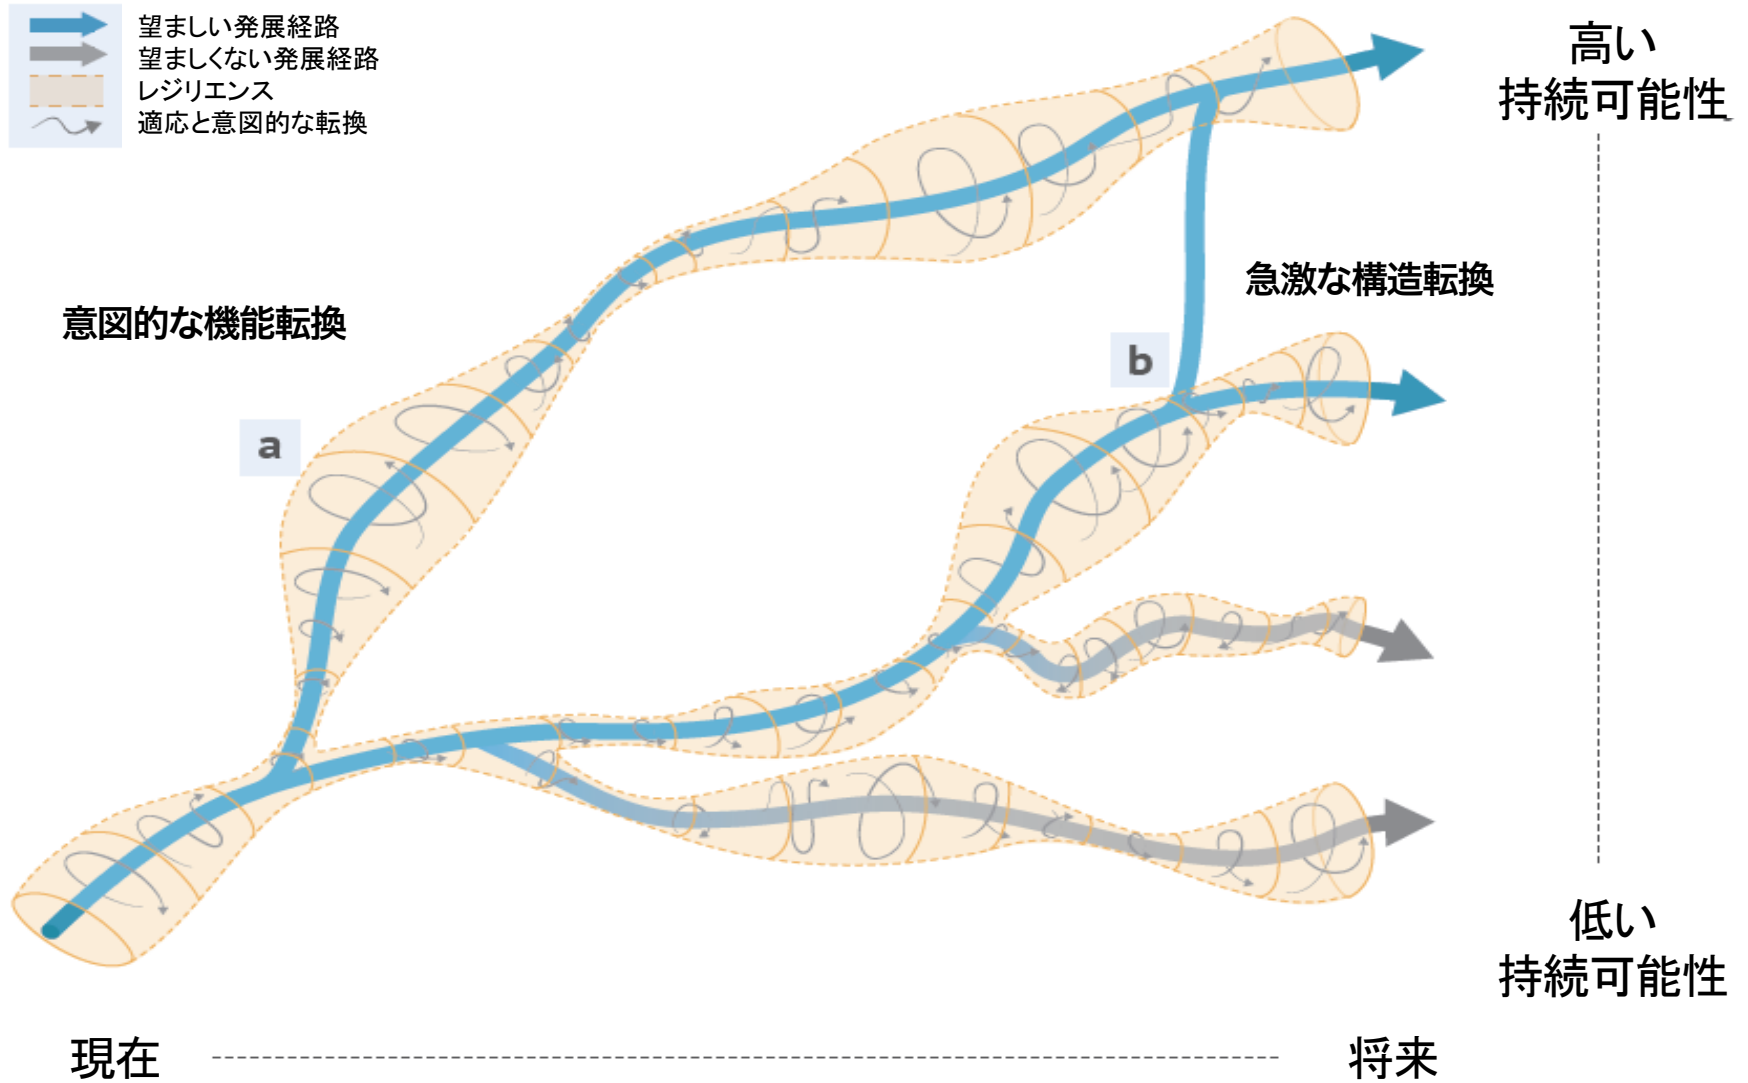 望ましい発展経路
望ましくない発展経路
レジリエンス
適応と意図的な転換
高い
持続可能性
急激な構造転換
意図的な機能転換
b
a
低い
持続可能性
現在
将来